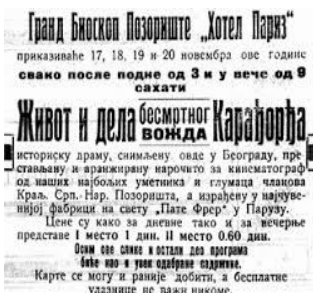 Гранд Биоскоп Позориште „Хотел Париз"
приказиваће 17, 18, 19 и 20 новембра ове године
свако после подне од 3 и у вече од 9
сахати
Живот и дела бесмртног вожда Карађорђа
историску драму, снимљену овде у Београду, пре
стављану и аранжирану нарочито за кинематограф
од наших најбољих уметника и глумаца чланова
Краљ. Срп. Нар. Позоришта, а израђену у најчуве-
нијој фабрици на свету „Пате Фрер" у Парузу.
Цене су како за дневне тако и за вечерње
представе I место 1 дин. II место 0.60 дин.
Осим ове слике и остали део програма
биће као и увек одабране садржине.
Карте се могу и раније добити, а бесплатне
улазнице не важи никоме.